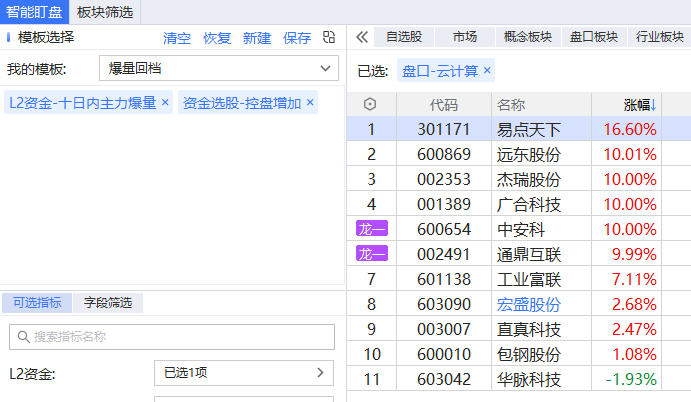 智能盯盘 板块筛选
模板选择 清空 恢复 新建 保存
我的模板: 爆量回档
L2资金-十日内主力爆量 × 资金选股-控盘增加 ×
可选指标 字段筛选
搜索指标名称
L2资金: 已选1项
自选股 市场 概念板块 盘口板块 行业板块
已选: 盘口-云计算 ×
代码 名称 涨幅↓
1 301171 易点天下 16.60%
2 600869 远东股份 10.01%
3 002353 杰瑞股份 10.00%
4 001389 广合科技 10.00%
龙一 600654 中安科 10.00%
龙一 002491 通鼎互联 9.99%
7 601138 工业富联 7.11%
8 603090 宏盛股份 2.68%
9 003007 直真科技 2.47%
10 600010 包钢股份 1.08%
11 603042 华脉科技 -1.93%